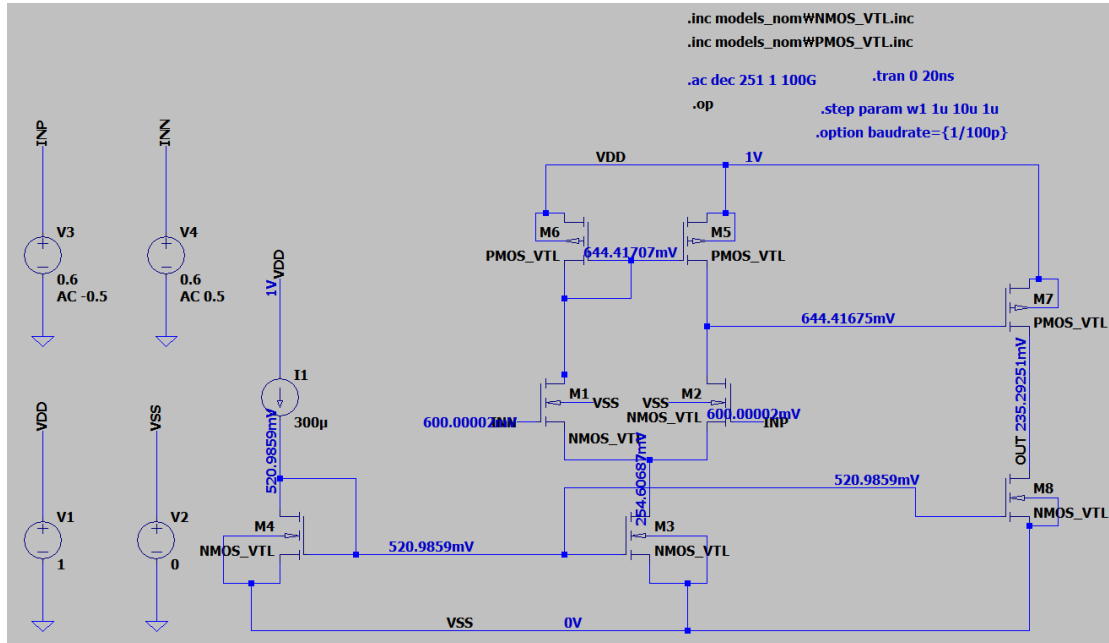 .inc models_nom₩NMOS_VTL.inc
.inc models_nom₩PMOS_VTL.inc
.ac dec 251 1 100G
.tran 0 20ns
.op
.step param w1 1u 10u 1u
.option baudrate={1/100p}
INP
INN
VDD
1V
V3
0.6
AC -0.5
V4
0.6
AC 0.5
VDD
1V
M6
PMOS_VTL
644.41707mV
M5
PMOS_VTL
M7
PMOS_VTL
644.41675mV
I1
300µ
520.9859mV
M1
VSS
NMOS_VTL
600.00002mV
INN
M2
VSS
NMOS_VTL
600.00002mV
INP
235.29251mV
OUT
VDD
VSS
V1
1
V2
0
M4
NMOS_VTL
520.9859mV
254.60687mV
M3
NMOS_VTL
520.9859mV
M8
NMOS_VTL
VSS
0V